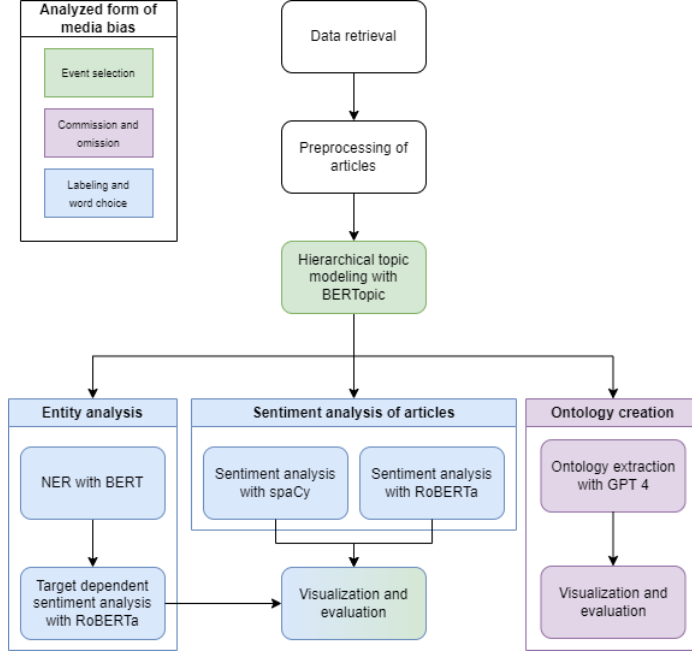 Analyzed form of
media bias
Event selection
Commission and
omission
Labeling and
word choice
Data retrieval
Preprocessing of
articles
Hierarchical topic
modeling with
BERTopic
Entity analysis
NER with BERT
Target dependent
sentiment analysis
with RoBERTa
Sentiment analysis of articles
Sentiment analysis
with spaCy
Sentiment analysis
with RoBERTa
Visualization and
evaluation
Ontology creation
Ontology extraction
with GPT 4
Visualization and
evaluation